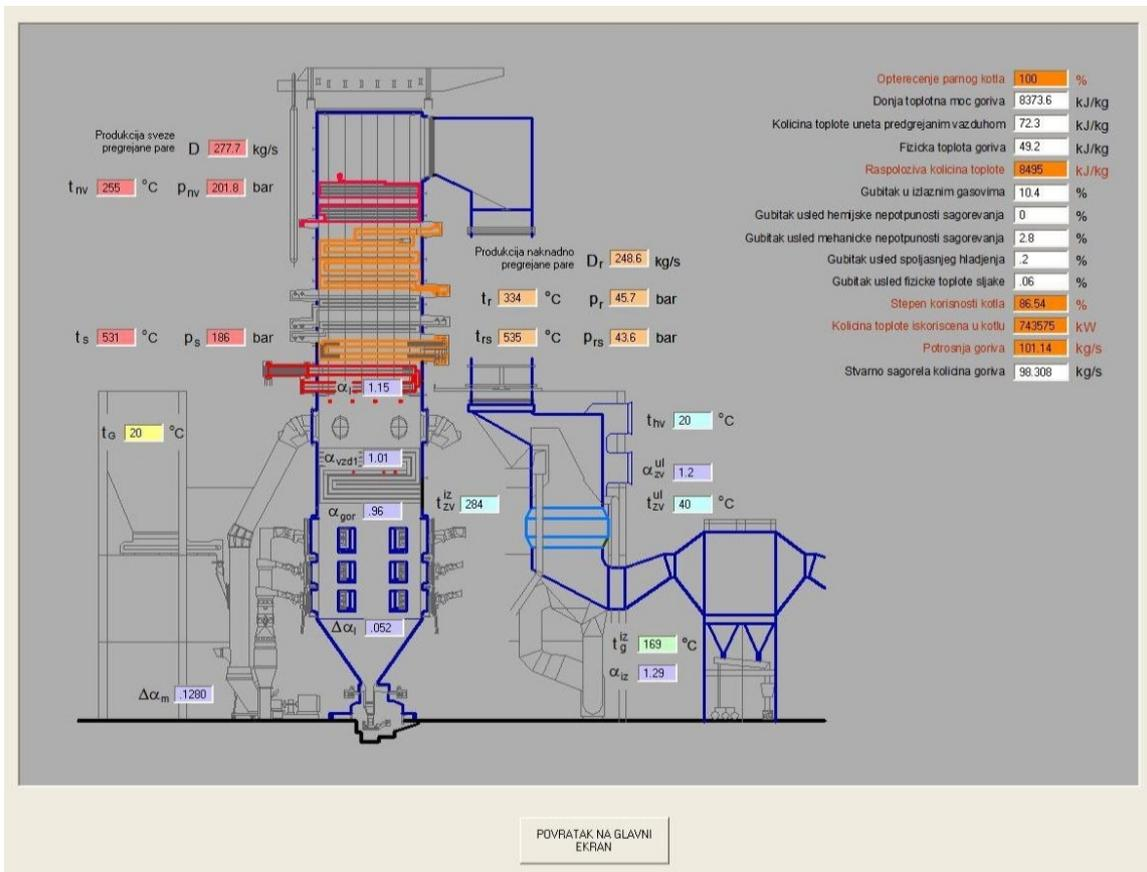 Opterecenje parnog kotla 100 %
Donja toplotna moc goriva 8373.6 kJ/kg
Kolicina toplote uneta predgrejanim vazduhom 72.3 kJ/kg
Fizicka toplota goriva 49.2 kJ/kg
Raspoloziva kolicina toplote 8495 kJ/kg
Gubitak u izlaznim gasovima 10.4 %
Gubitak usled hemijske nepotpunosti sagorevanja 0 %
Gubitak usled mehanicke nepotpunosti sagorevanja 2.8 %
Gubitak usled spoljasnjeg hladjenja .2 %
Gubitak usled fizicke toplote sljake .06 %
Stepen korisnosti kotla 86.54 %
Kolicina toplote iskoriscena u kotlu 743575 kW
Potrosnja goriva 101.14 kg/s
Stvarno sagorela kolicina goriva 98.308 kg/s
Produkcija sveze
pregrejane pare D 277.7 kg/s
tnv 255 °C pnv 201.8 bar
Produkcija naknadno
pregrejane pare Dr 248.6 kg/s
tr 334 °C pr 45.7 bar
ts 531 °C ps 186 bar
trs 535 °C prs 43.6 bar
αl 1.15
tG 20 °C
thv 20 °C
αvzd1 1.01
αzv ul 1.2
tzv iz 284
tzv ul 40 °C
αgor .96
Δαl .052
tg iz 169 °C
αiz 1.29
Δαm .1280
POVRATAK NA GLAVNI
EKRAN